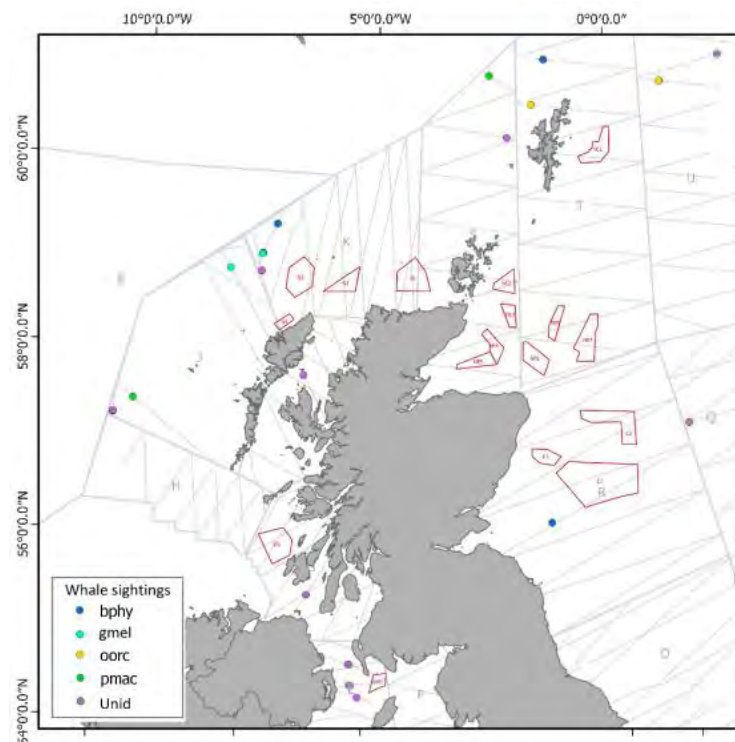 10°0'0.0"W 5°0'0.0"W 0°0'0.0"
60°0'0.0"N
58°0'0.0"N
56°0'0.0"N
54°0'0.0"N
U
T
K
J
H
Q
R
O
F
Whale sightings
bphy
gmel
oorc
pmac
Unid